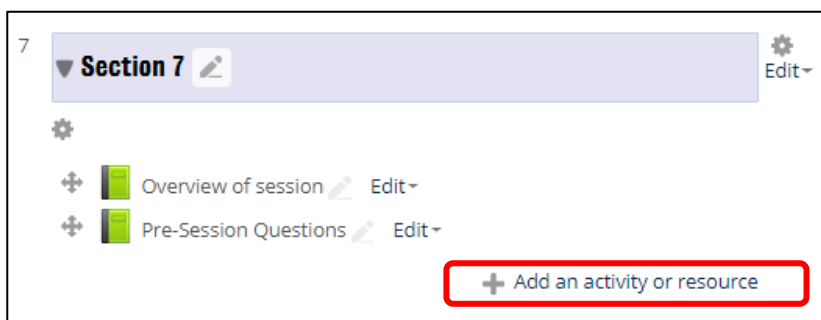 7
Section 7
Edit
Overview of session Edit
Pre-Session Questions Edit
Add an activity or resource